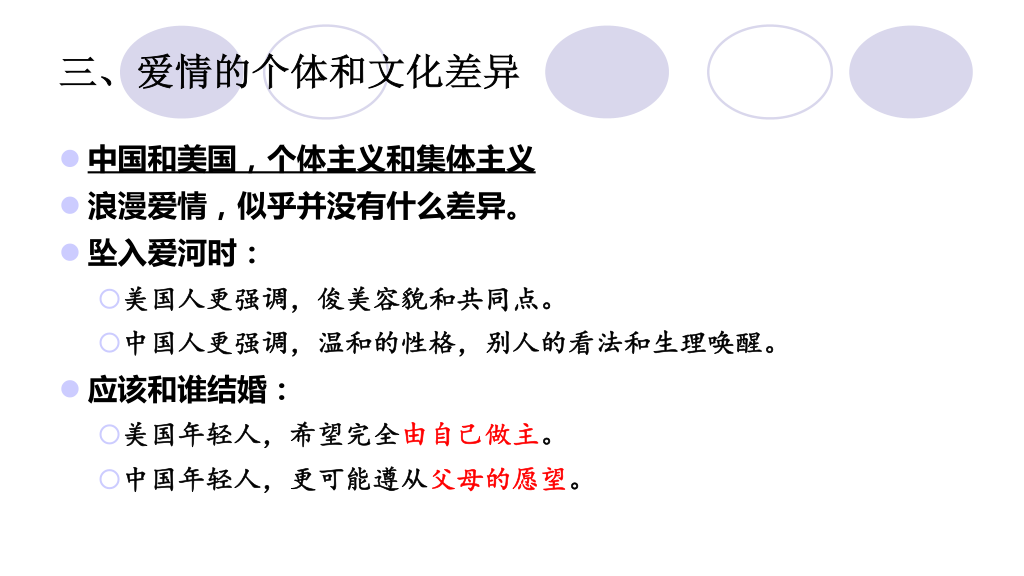 三、爱情的个体和文化差异
中国和美国，个体主义和集体主义
浪漫爱情，似乎并没有什么差异。
坠入爱河时：
美国人更强调，俊美容貌和共同点。
中国人更强调，温和的性格，别人的看法和生理唤醒。
应该和谁结婚：
美国年轻人，希望完全由自己做主。
中国年轻人，更可能遵从父母的愿望。